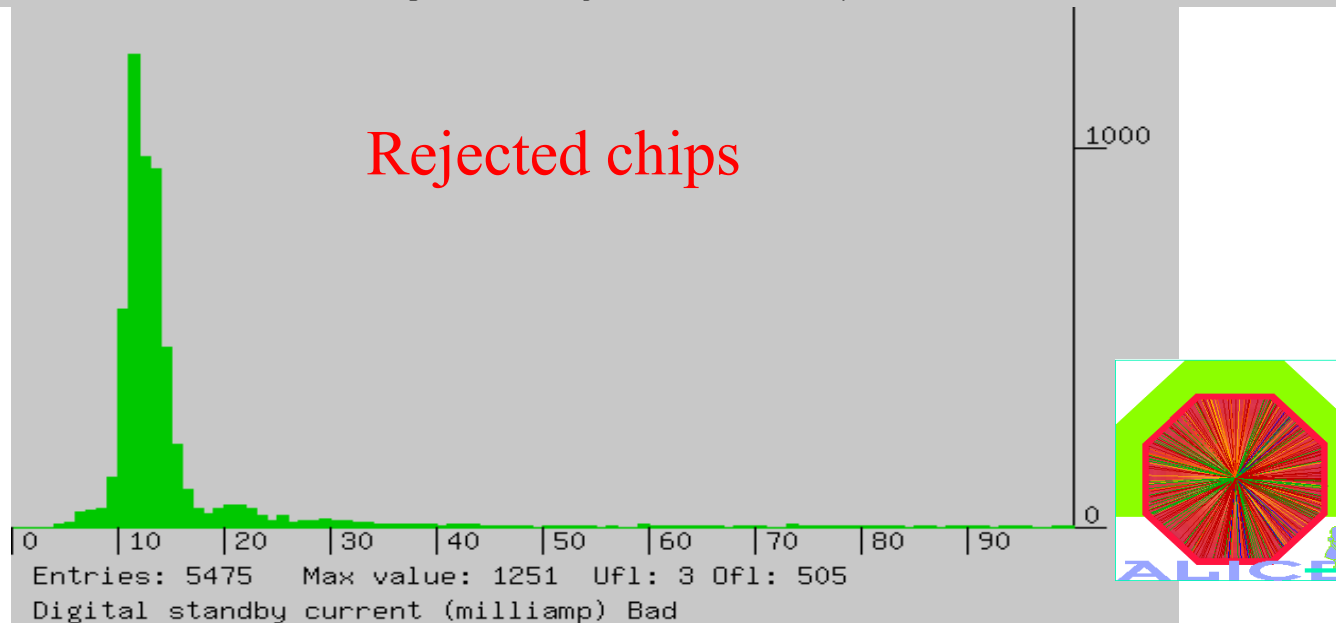 Rejected chips
1000
0
0 10 20 30 40 50 60 70 80 90
Entries: 5475 Max value: 1251 Ufl: 3 Ofl: 505
Digital standby current (milliamp) Bad
ALICE